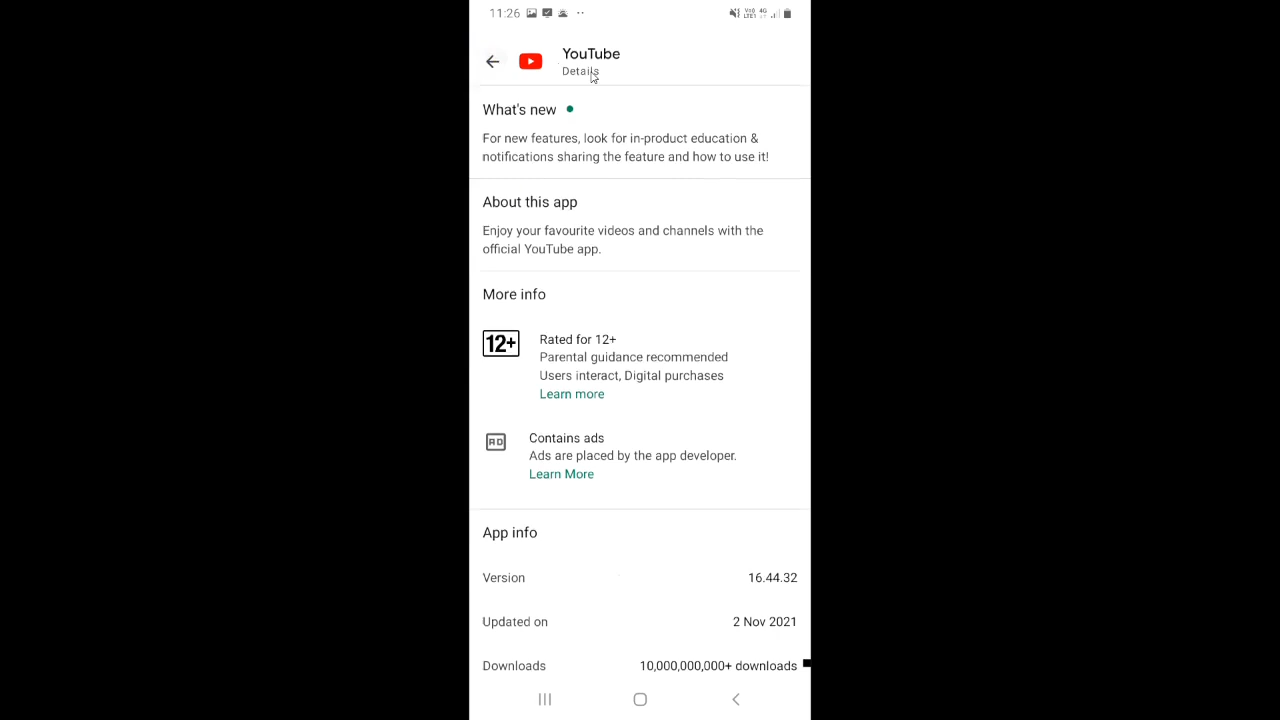 11:26
YouTube
Details
What's new
For new features, look for in-product education &
notifications sharing the feature and how to use it!
About this app
Enjoy your favourite videos and channels with the
official YouTube app.
More info
12+
Rated for 12+
Parental guidance recommended
Users interact, Digital purchases
Learn more
AD
Contains ads
Ads are placed by the app developer.
Learn More
App info
Version 16.44.32
Updated on 2 Nov 2021
Downloads 10,000,000,000+ downloads